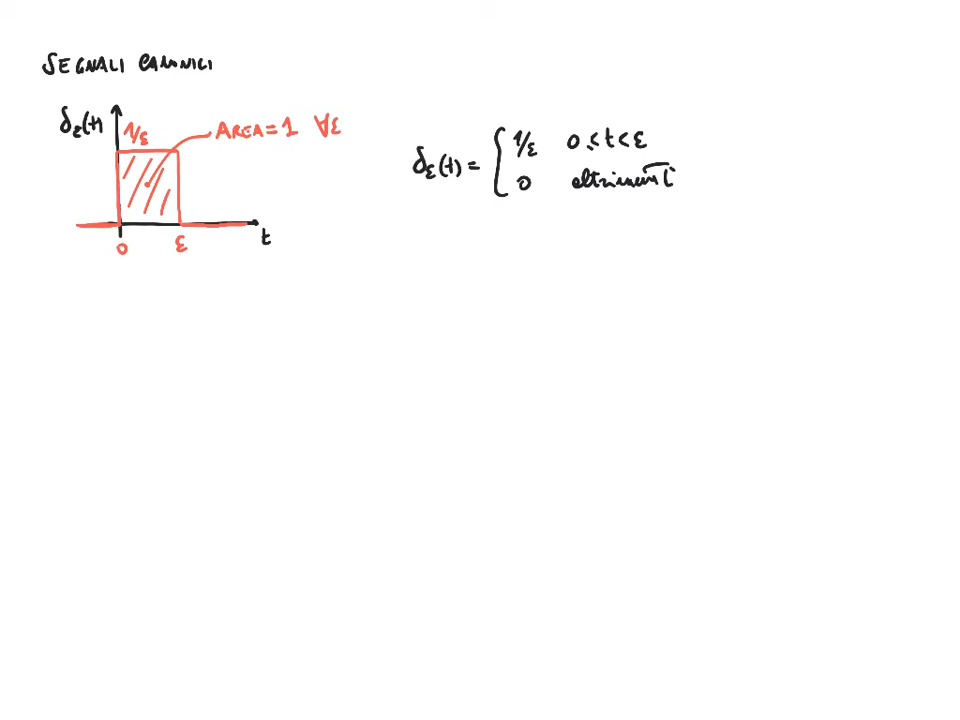 SEGNALI CANONICI
δε(t)
1/ε
AREA=1 ∀ε
0
ε
t
δε(t) = { 1/ε 0 ≤ t < ε
0 altrimenti